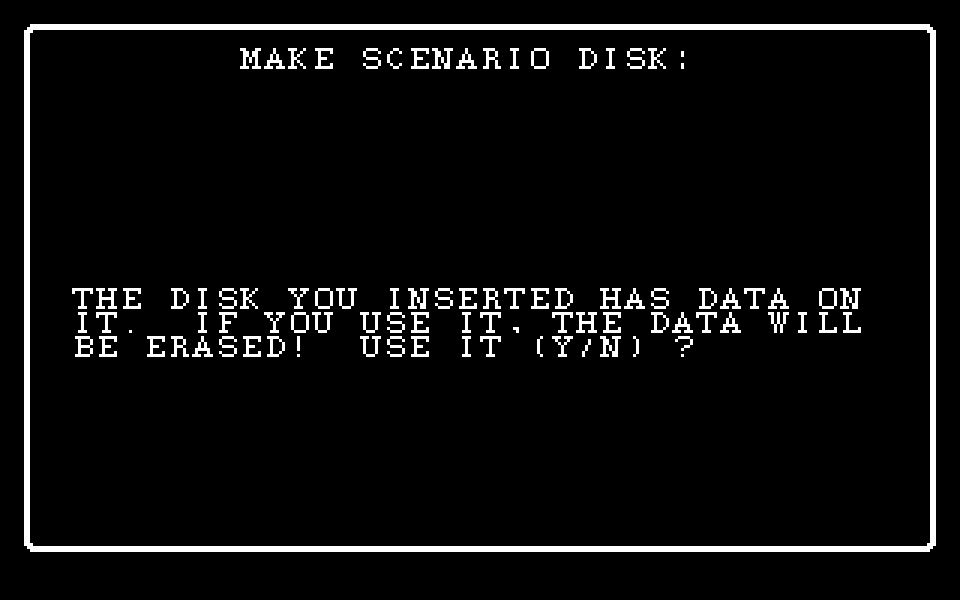 MAKE SCENARIO DISK:
THE DISK YOU INSERTED HAS DATA ON
IT.  IF YOU USE IT, THE DATA WILL
BE ERASED!  USE IT (Y/N) ?